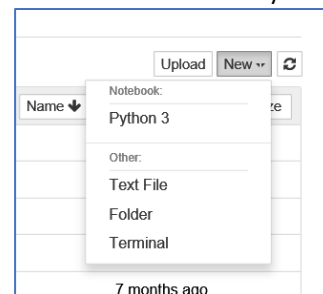 Upload New
Name ze
Notebook:
Python 3
Other:
Text File
Folder
Terminal
7 months ago